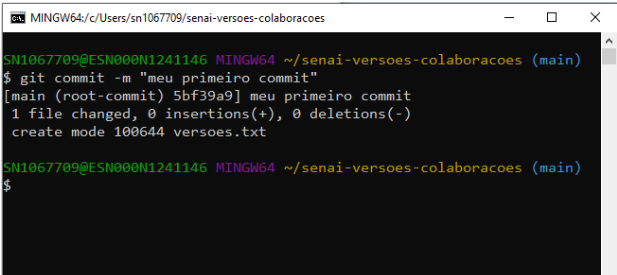 MINGW64:/c/Users/sn1067709/senai-versoes-colaboracoes
SN1067709@ESN000N1241146 MINGW64 ~/senai-versoes-colaboracoes (main)
$ git commit -m "meu primeiro commit"
[main (root-commit) 5bf39a9] meu primeiro commit
 1 file changed, 0 insertions(+), 0 deletions(-)
 create mode 100644 versoes.txt
SN1067709@ESN000N1241146 MINGW64 ~/senai-versoes-colaboracoes (main)
$